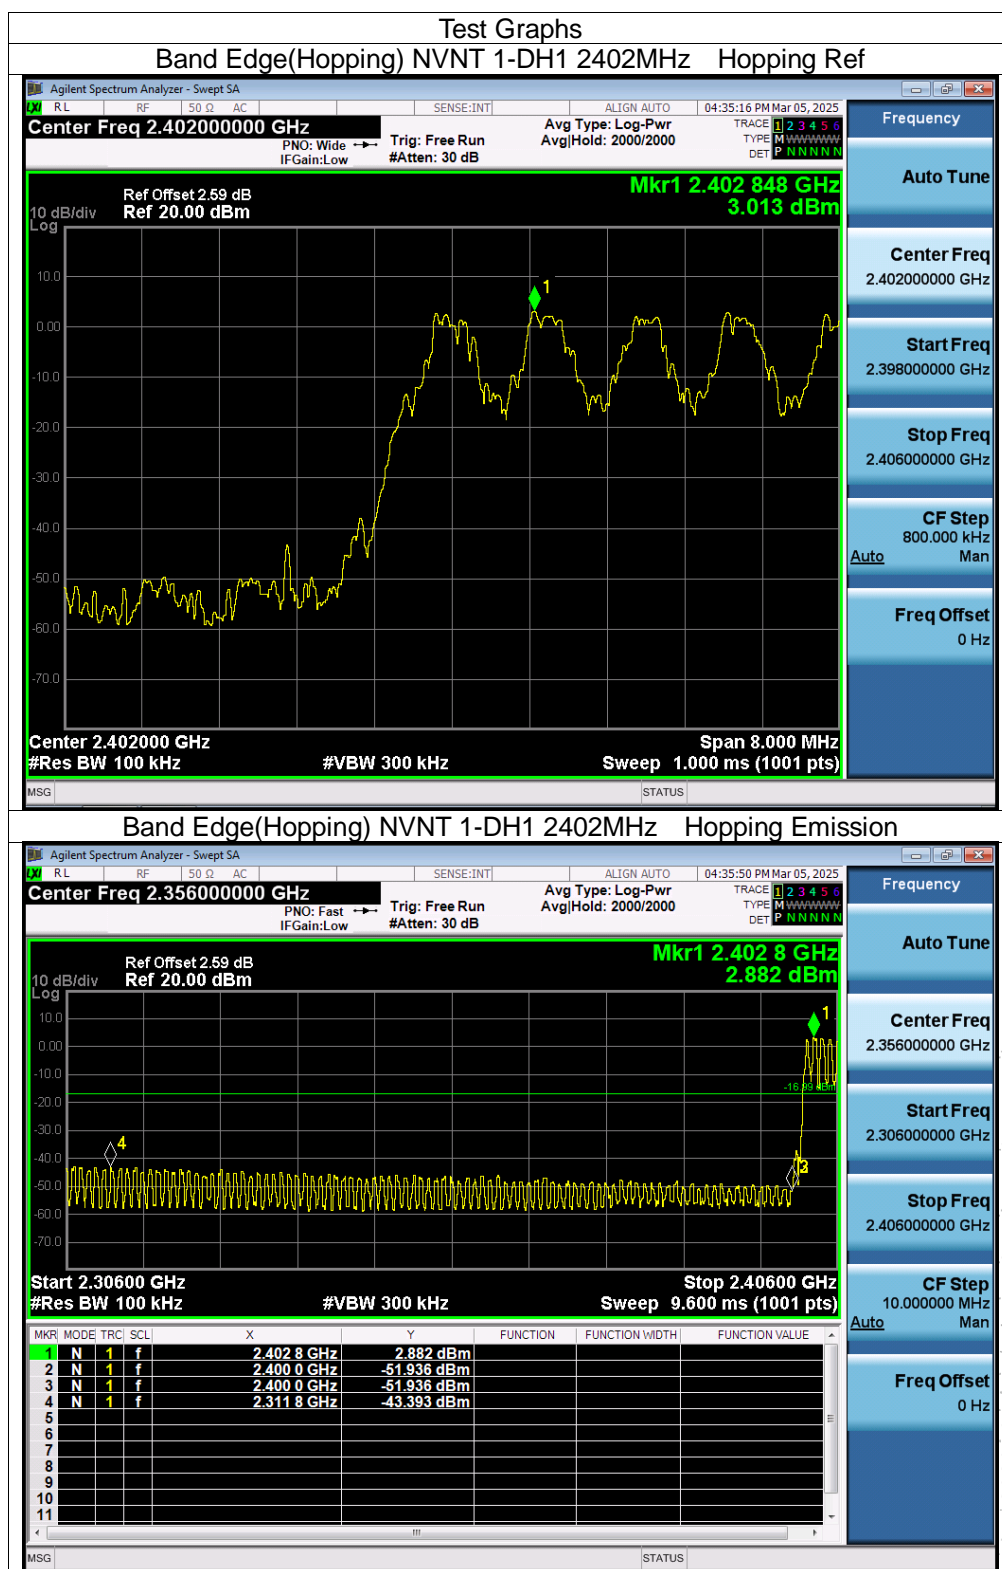 Test Graphs
Band Edge(Hopping) NVNT 1-DH1 2402MHz Hopping Ref
Agilent Spectrum Analyzer - Swept SA
LXI RL RF 50 Ω AC SENSE:INT ALIGN AUTO 04:35:16 PM Mar 05, 2025
Center Freq 2.402000000 GHz
PNO: Wide
IFGain:Low
Trig: Free Run
#Atten: 30 dB
Avg Type: Log-Pwr
Avg|Hold: 2000/2000
TRACE 1 2 3 4 5 6
TYPE M WWWWW
DET P N N N N N
Frequency
Auto Tune
Center Freq
2.402000000 GHz
Start Freq
2.398000000 GHz
Stop Freq
2.406000000 GHz
CF Step
800.000 kHz
Auto Man
Freq Offset
0 Hz
Mkr1 2.402 848 GHz
3.013 dBm
Ref Offset 2.59 dB
10 dB/div Ref 20.00 dBm
Log
10.0
0.00
-10.0
-20.0
-30.0
-40.0
-50.0
-60.0
-70.0
1
Center 2.402000 GHz Span 8.000 MHz
#Res BW 100 kHz #VBW 300 kHz Sweep 1.000 ms (1001 pts)
MSG STATUS
Band Edge(Hopping) NVNT 1-DH1 2402MHz Hopping Emission
Agilent Spectrum Analyzer - Swept SA
LXI RL RF 50 Ω AC SENSE:INT ALIGN AUTO 04:35:50 PM Mar 05, 2025
Center Freq 2.356000000 GHz
PNO: Fast
IFGain:Low
Trig: Free Run
#Atten: 30 dB
Avg Type: Log-Pwr
Avg|Hold: 2000/2000
TRACE 1 2 3 4 5 6
TYPE M WWWWW
DET P N N N N N
Frequency
Auto Tune
Center Freq
2.356000000 GHz
Start Freq
2.306000000 GHz
Stop Freq
2.406000000 GHz
CF Step
10.000000 MHz
Auto Man
Freq Offset
0 Hz
Mkr1 2.402 8 GHz
2.882 dBm
Ref Offset 2.59 dB
10 dB/div Ref 20.00 dBm
Log
10.0
0.00
-10.0
-20.0
-30.0
-40.0
-50.0
-60.0
-70.0
1
-16.99 dBm
4
Start 2.30600 GHz Stop 2.40600 GHz
#Res BW 100 kHz #VBW 300 kHz Sweep 9.600 ms (1001 pts)
MKR MODE TRC SCL X Y FUNCTION FUNCTION WIDTH FUNCTION VALUE
1 N 1 f 2.402 8 GHz 2.882 dBm
2 N 1 f 2.400 0 GHz -51.936 dBm
3 N 1 f 2.400 0 GHz -51.936 dBm
4 N 1 f 2.311 8 GHz -43.393 dBm
5
6
7
8
9
10
11
MSG STATUS